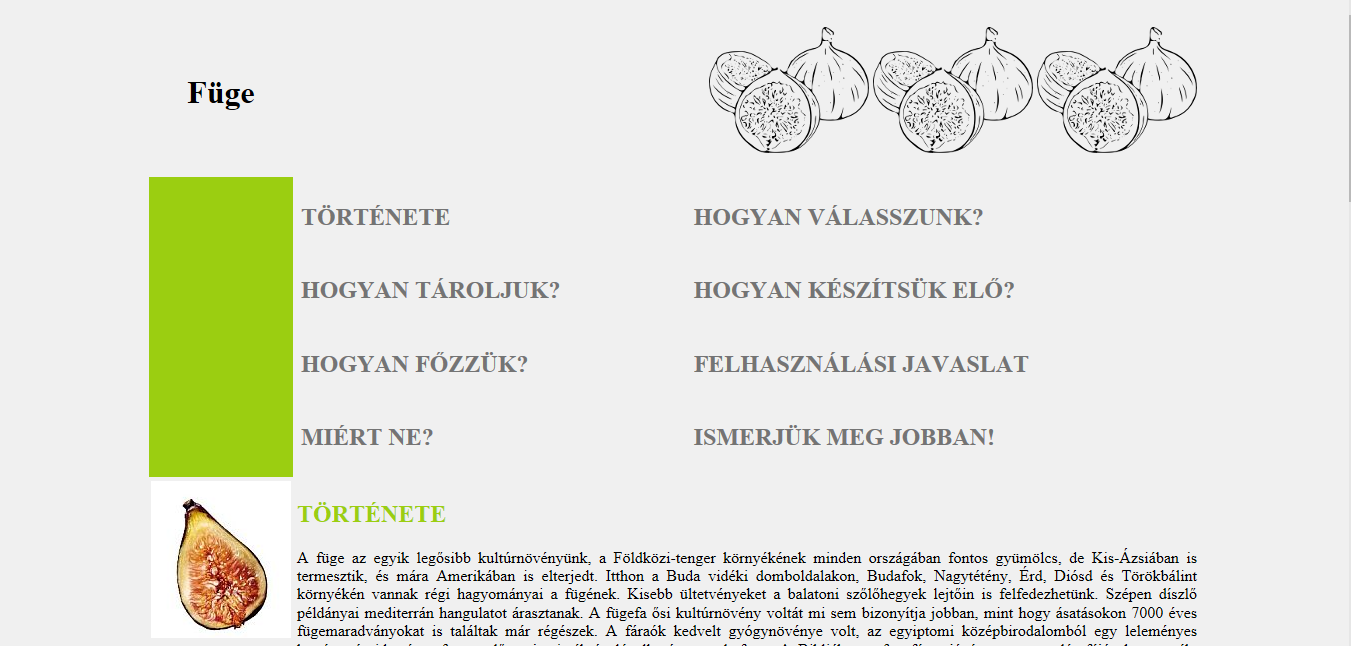 Füge
TÖRTÉNETE
HOGYAN VÁLASSZUNK?
HOGYAN TÁROLJUK?
HOGYAN KÉSZÍTSÜK ELŐ?
HOGYAN FŐZZÜK?
FELHASZNÁLÁSI JAVASLAT
MIÉRT NE?
ISMERJÜK MEG JOBBAN!
TÖRTÉNETE
A füge az egyik legősibb kultúrnövényünk, a Földközi-tenger környékének minden országában fontos gyümölcs, de Kis-Ázsiában is
termesztik, és mára Amerikában is elterjedt. Itthon a Buda vidéki domboldalakon, Budafok, Nagytétény, Érd, Diósd és Törökbálint
környékén vannak régi hagyományai a fügének. Kisebb ültetvényeket a balatoni szőlőhegyek lejtőin is felfedezhetünk. Szépen díszlő
példányai mediterrán hangulatot árasztanak. A fügefa ősi kultúrnövény voltát mi sem bizonyítja jobban, mint hogy ásatásokon 7000 éves
fügemaradványokat is találtak már régészek. A fáraók kedvelt gyógynövénye volt, az egyiptomi középbirodalomból egy leleményes